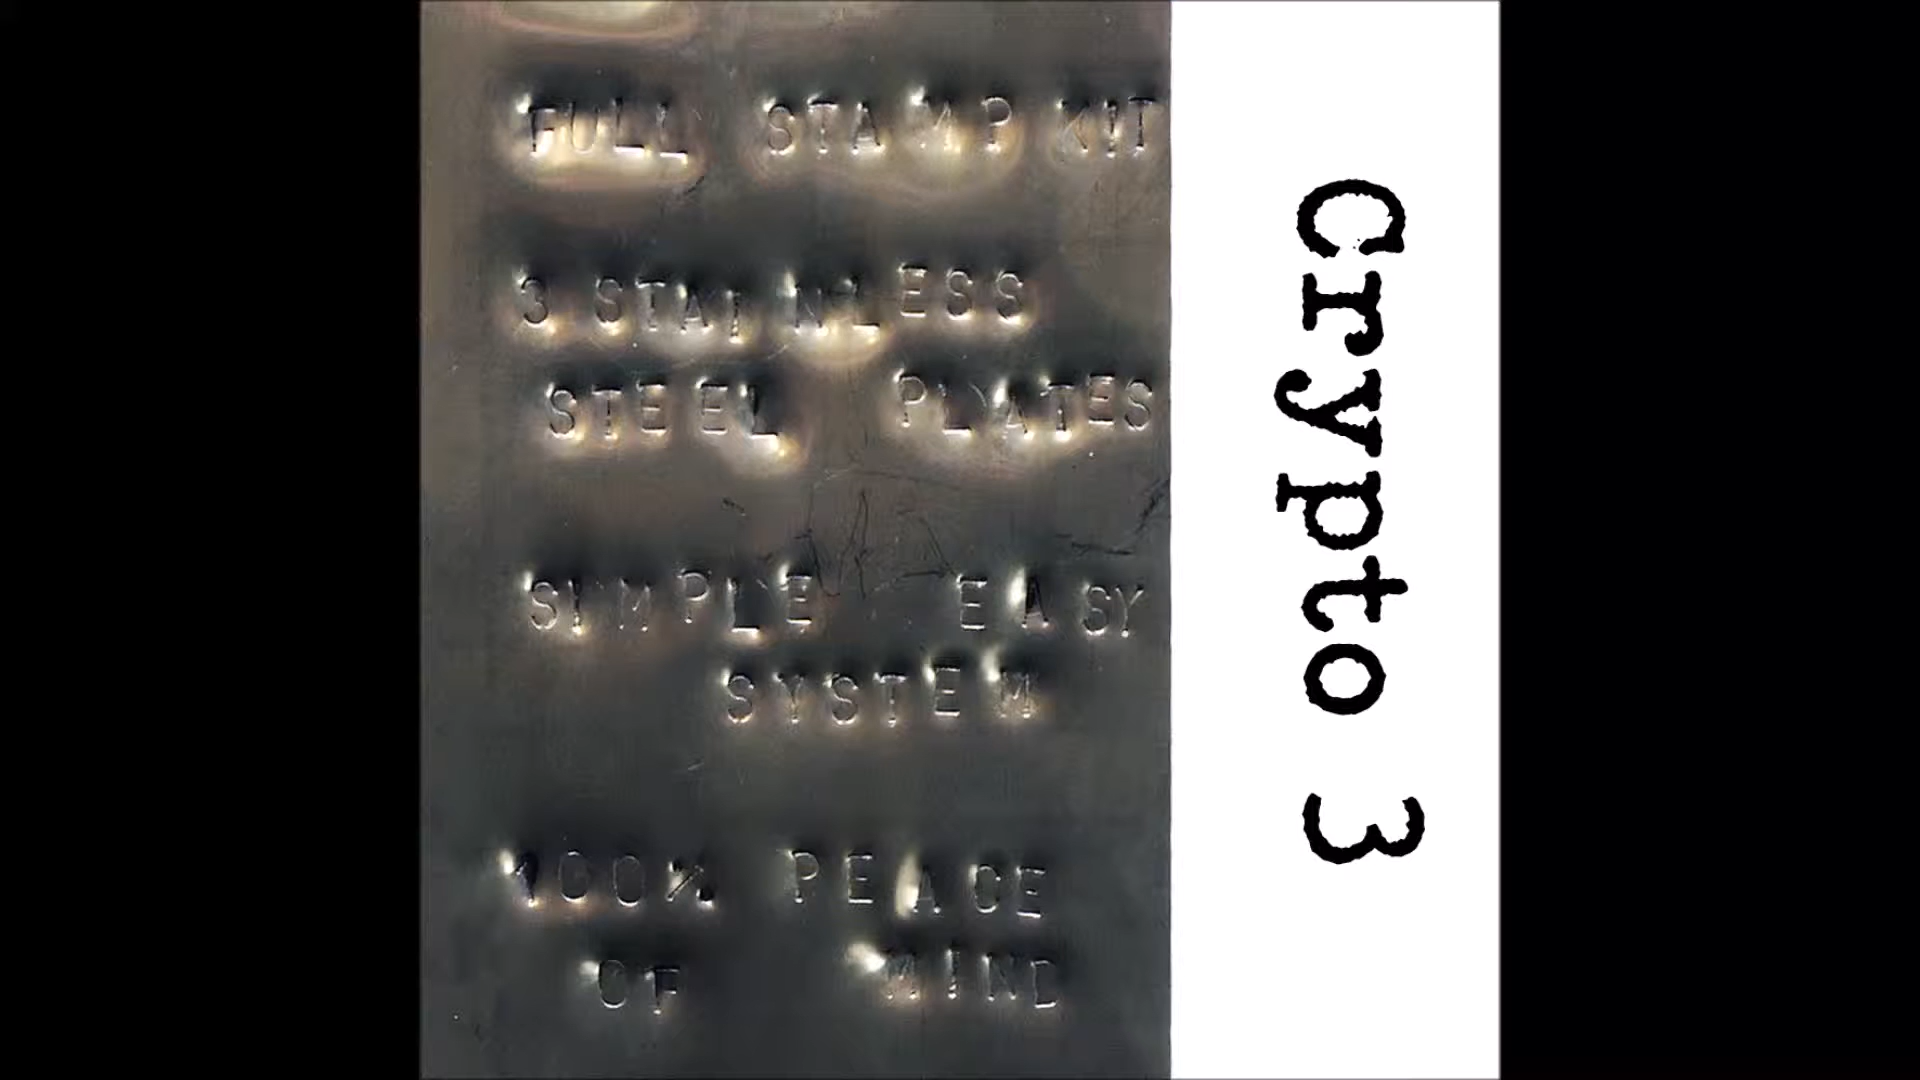 FULL STAMP KIT
3 STAINLESS
STEEL PLATES
SIMPLE EASY
SYSTEM
100% PEACE
OF MIND
Crypto 3